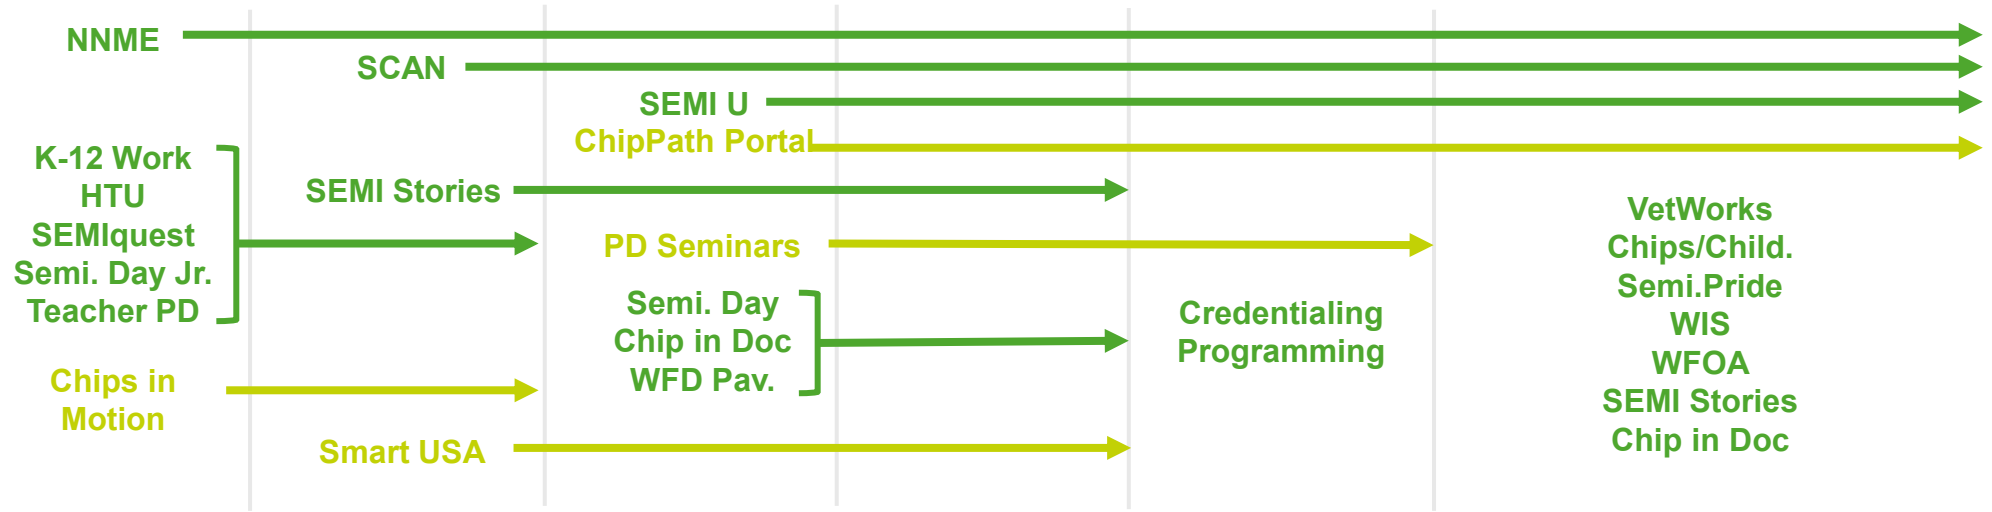 NNME
SCAN
SEMI U
ChipPath Portal
K-12 Work
HTU
SEMIquest
Semi. Day Jr.
Teacher PD
SEMI Stories
PD Seminars
Semi. Day
Chip in Doc
WFD Pav.
Chips in
Motion
Smart USA
Credentialing
Programming
VetWorks
Chips/Child.
Semi.Pride
WIS
WFOA
SEMI Stories
Chip in Doc